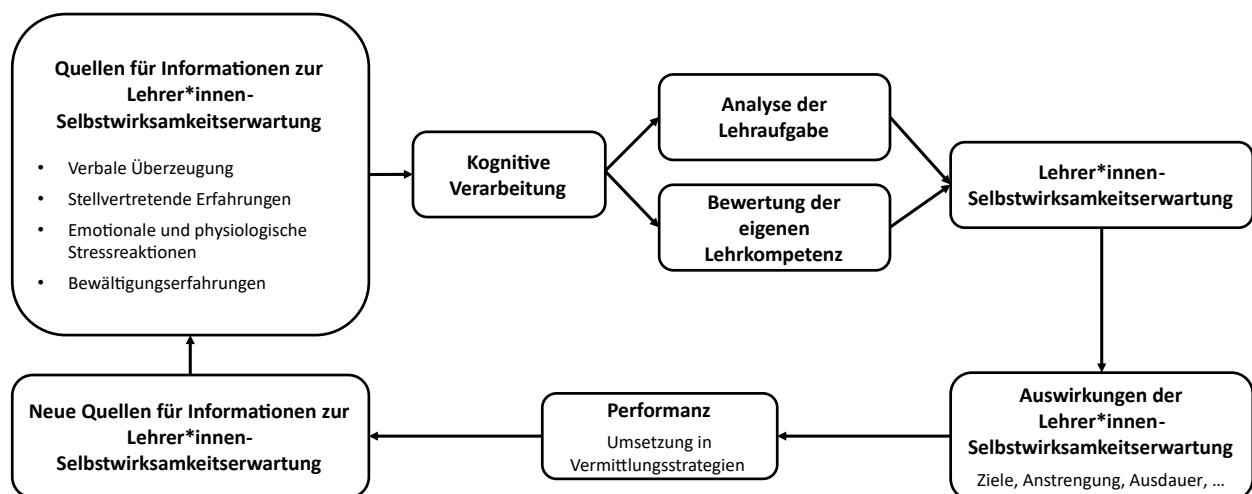 Quellen für Informationen zur
Lehrer*innen-
Selbstwirksamkeitserwartung
• Verbale Überzeugung
• Stellvertretende Erfahrungen
• Emotionale und physiologische
Stressreaktionen
• Bewältigungserfahrungen
Kognitive
Verarbeitung
Analyse der
Lehraufgabe
Bewertung der
eigenen
Lehrkompetenz
Lehrer*innen-
Selbstwirksamkeitserwartung
Auswirkungen der
Lehrer*innen-
Selbstwirksamkeitserwartung
Ziele, Anstrengung, Ausdauer, ...
Performanz
Umsetzung in
Vermittlungsstrategien
Neue Quellen für Informationen zur
Lehrer*innen-
Selbstwirksamkeitserwartung